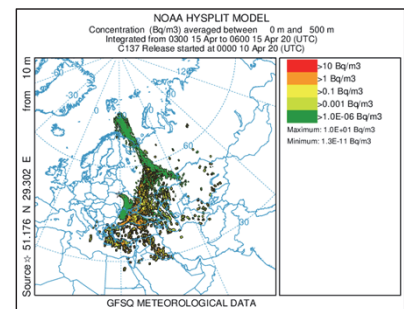 NOAA HYSPLIT MODEL
Concentration (Bq/m3) averaged between 0 m and 500 m
Integrated from 0300 15 Apr to 0600 15 Apr 20 (UTC)
C137 Release started at 0000 10 Apr 20 (UTC)
Source ☆ 51.176 N 29.302 E from 10 m
>10 Bq/m3
>1 Bq/m3
>0.1 Bq/m3
>0.001 Bq/m3
>1.0E-06 Bq/m3
Maximum: 1.0E+01 Bq/m3
Minimum: 1.3E-11 Bq/m3
GFSQ METEOROLOGICAL DATA